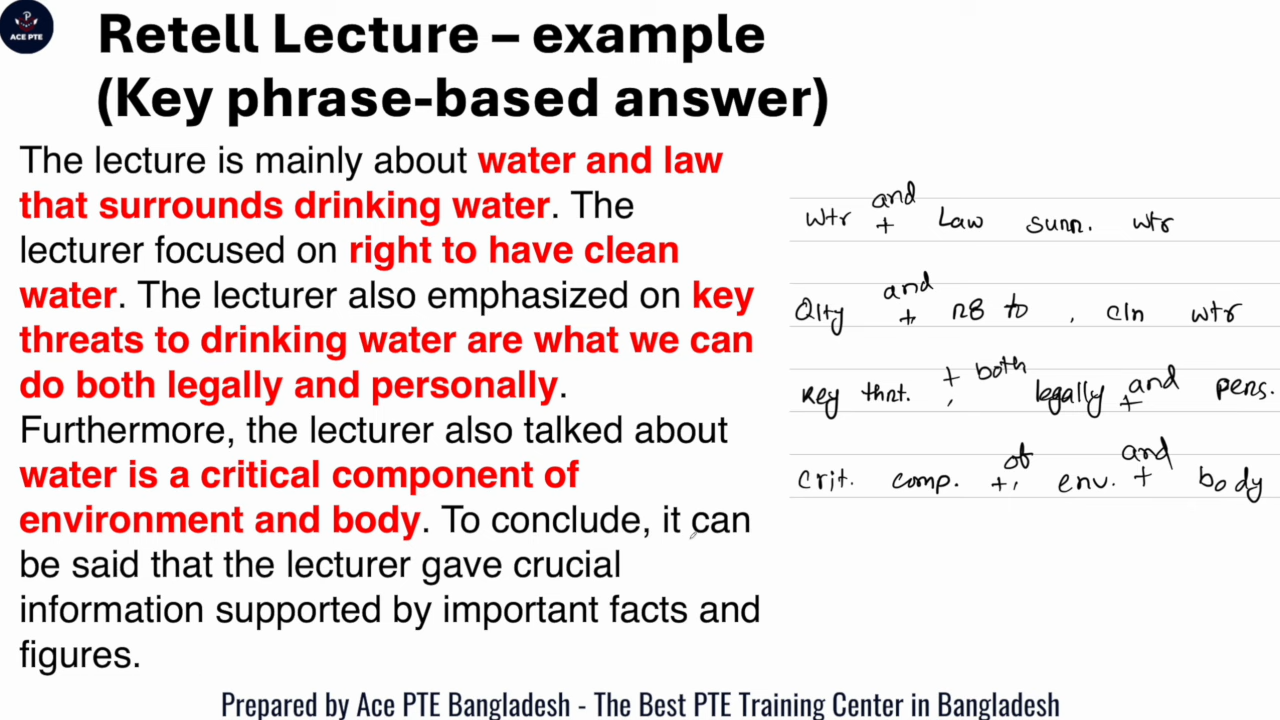 ACE PTE
Retell Lecture – example
(Key phrase-based answer)
The lecture is mainly about water and law
that surrounds drinking water. The
lecturer focused on right to have clean
water. The lecturer also emphasized on key
threats to drinking water are what we can
do both legally and personally.
Furthermore, the lecturer also talked about
water is a critical component of
environment and body. To conclude, it can
be said that the lecturer gave crucial
information supported by important facts and
figures.
wtr and + Law surr. wtr
Qlty and + to , cln wtr
key thrt. + both , legally and + pers.
crit. comp. of +, env. and + body
Prepared by Ace PTE Bangladesh - The Best PTE Training Center in Bangladesh